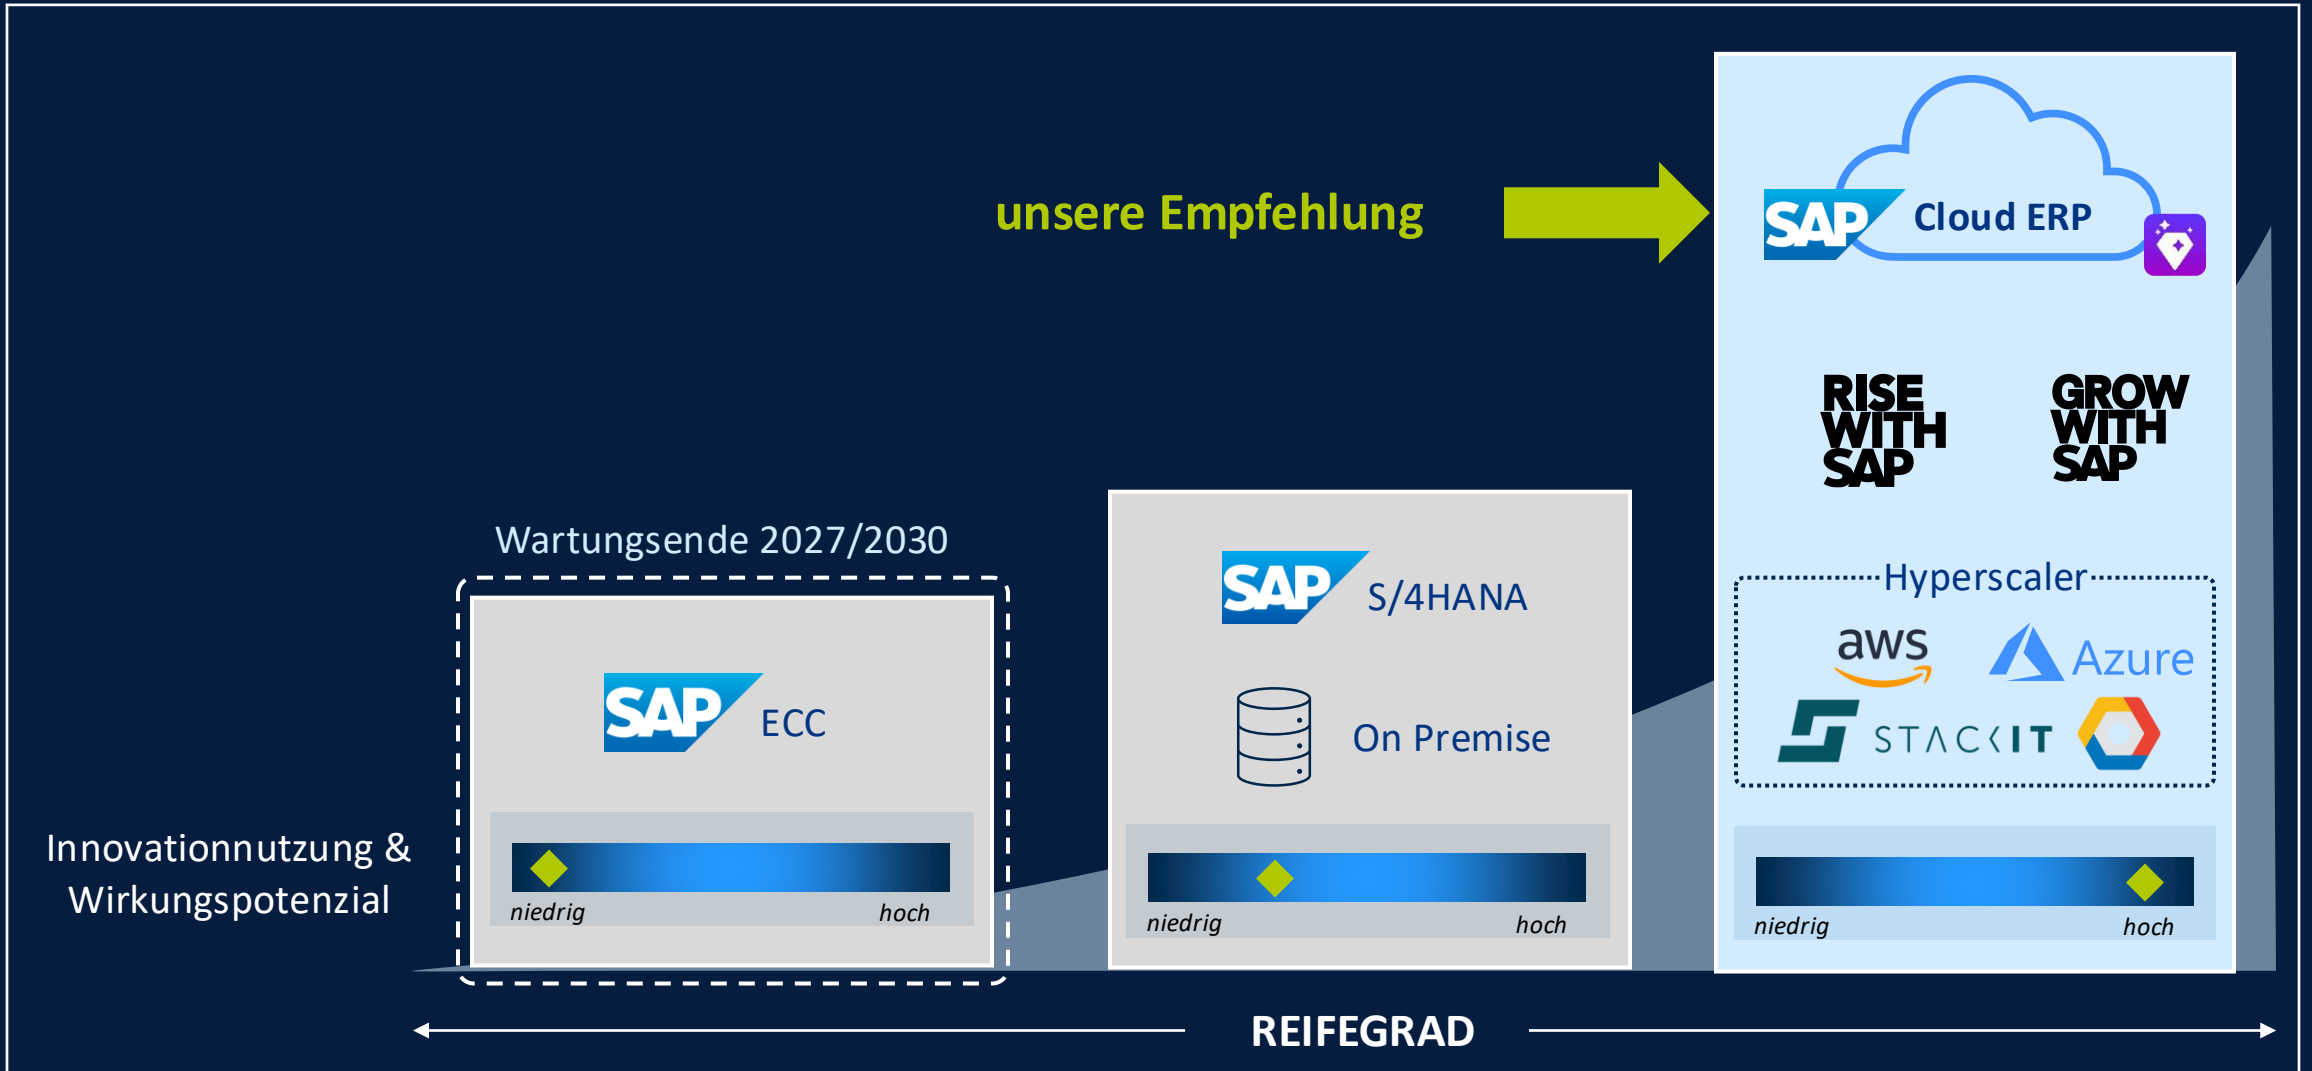 unsere Empfehlung
SAP Cloud ERP
RISE
WITH
SAP
GROW
WITH
SAP
Hyperscaler
aws
Azure
STACKIT
Wartungsende 2027/2030
SAP ECC
niedrig hoch
SAP S/4HANA
On Premise
niedrig hoch
niedrig hoch
Innovationnutzung &
Wirkungspotenzial
REIFEGRAD